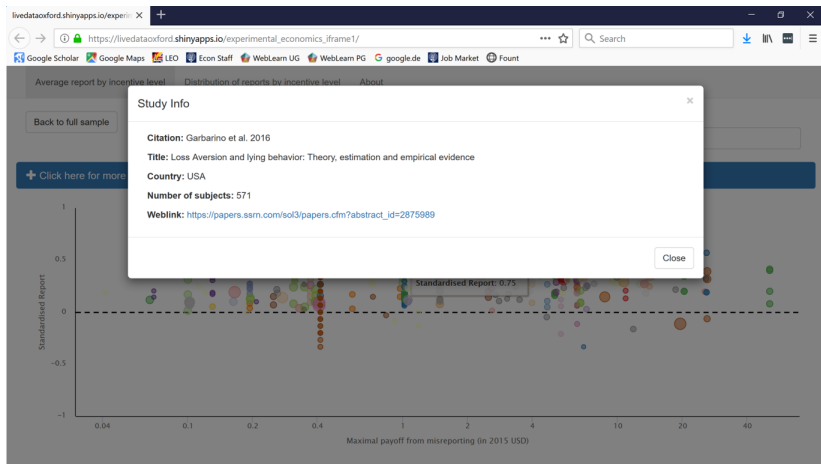 livedataoxford.shinyapps.io/experim
https://livedataoxford.shinyapps.io/experimental_economics_iframe1/
Search
Google Scholar Google Maps LEO Econ Staff WebLearn UG WebLearn PG google.de Job Market Fount
Average report by incentive level Distribution of reports by incentive level About
Study Info ×
Back to full sample
Citation: Garbarino et al. 2016
Title: Loss Aversion and lying behavior: Theory, estimation and empirical evidence
Click here for more
Country: USA
Number of subjects: 571
Weblink: https://papers.ssrn.com/sol3/papers.cfm?abstract_id=2875989
Close
Standardised Report: 0.75
Standardised Report
1
0.5
0
−0.5
−1
0.04 0.1 0.2 0.4 1 2 4 10 20 40
Maximal payoff from misreporting (in 2015 USD)